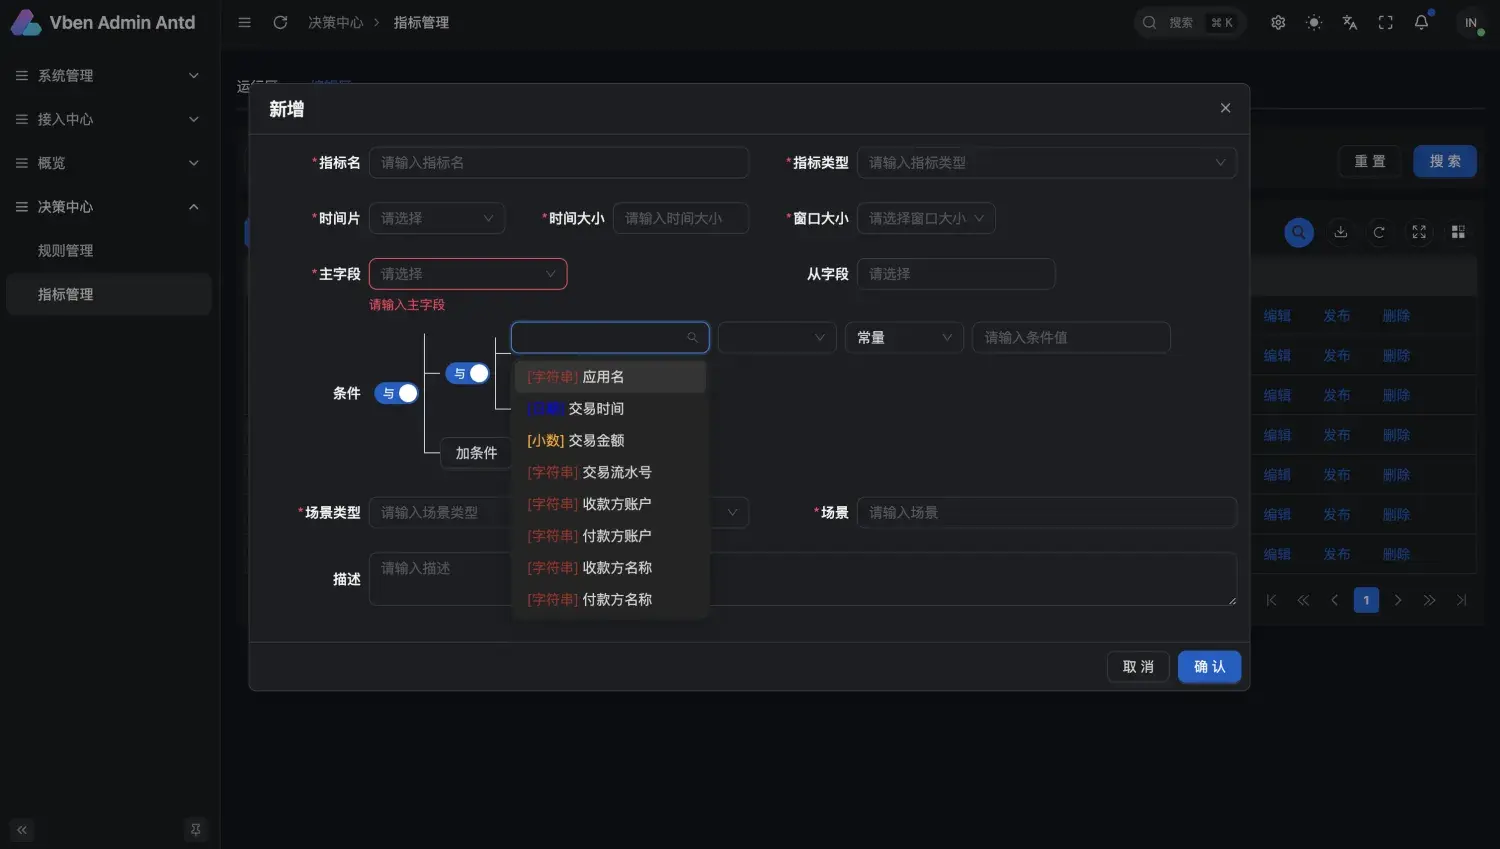 Vben Admin Antd
决策中心 > 指标管理
搜索 ⌘ K
IN
系统管理
接入中心
概览
决策中心
规则管理
指标管理
新增
*指标名 请输入指标名
*指标类型 请输入指标类型
重 置
搜 索
*时间片 请选择
*时间大小 请输入时间大小
*窗口大小 请选择窗口大小
*主字段 请选择
请输入主字段
从字段 请选择
条件 与
与
常量
请输入条件值
加条件
[字符串] 应用名
交易时间
[小数] 交易金额
[字符串] 交易流水号
[字符串] 收款方账户
[字符串] 付款方账户
[字符串] 收款方名称
[字符串] 付款方名称
*场景类型 请输入场景类型
*场景 请输入场景
描述 请输入描述
取 消
确 认
编辑 发布 删除
编辑 发布 删除
编辑 发布 删除
编辑 发布 删除
编辑 发布 删除
编辑 发布 删除
编辑 发布 删除
1